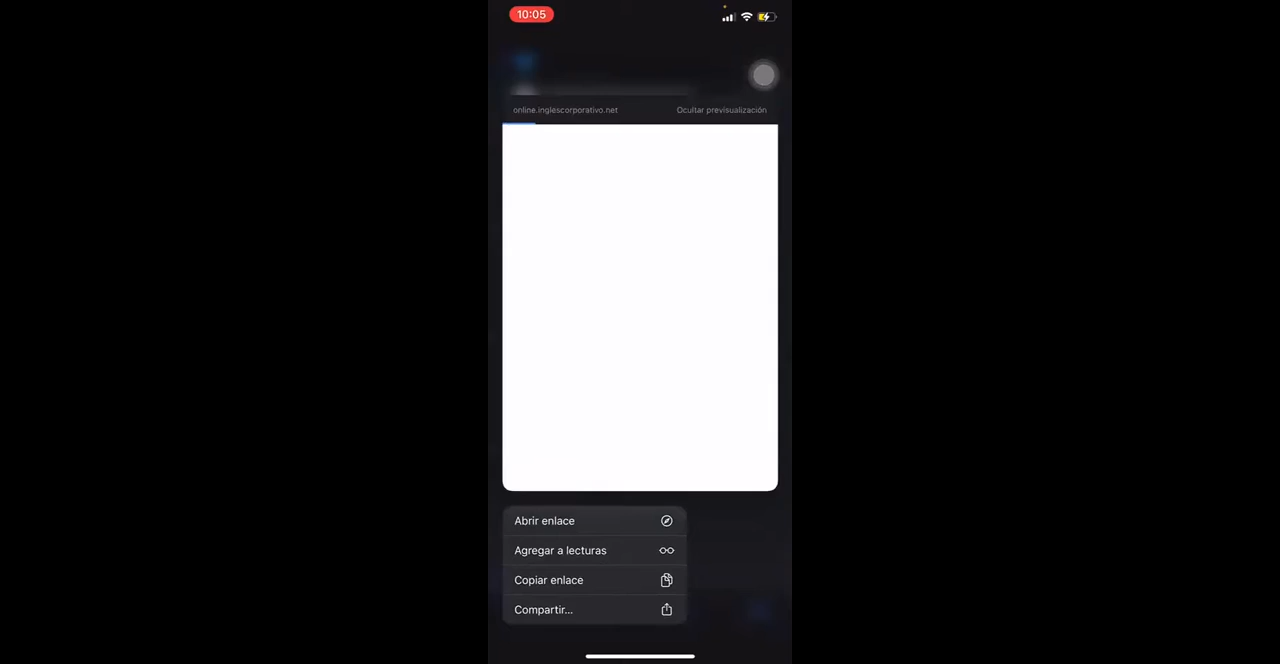 10:05
online.inglescorporativo.net Ocultar previsualización
Abrir enlace
Agregar a lecturas
Copiar enlace
Compartir...